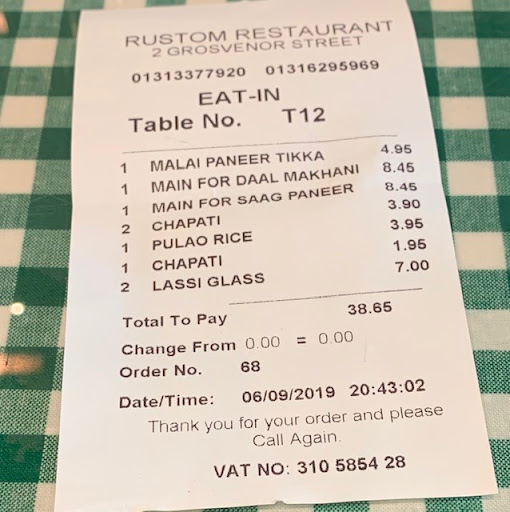 RUSTOM RESTAURANT
2 GROSVENOR STREET
01313377920 01316295969
EAT-IN
Table No. T12
1 MALAI PANEER TIKKA 4.95
1 MAIN FOR DAAL MAKHANI 8.45
1 MAIN FOR SAAG PANEER 8.45
2 CHAPATI 3.90
1 PULAO RICE 3.95
1 CHAPATI 1.95
2 LASSI GLASS 7.00
Total To Pay 38.65
Change From 0.00 = 0.00
Order No. 68
Date/Time: 06/09/2019 20:43:02
Thank you for your order and please
Call Again.
VAT NO: 310 5854 28